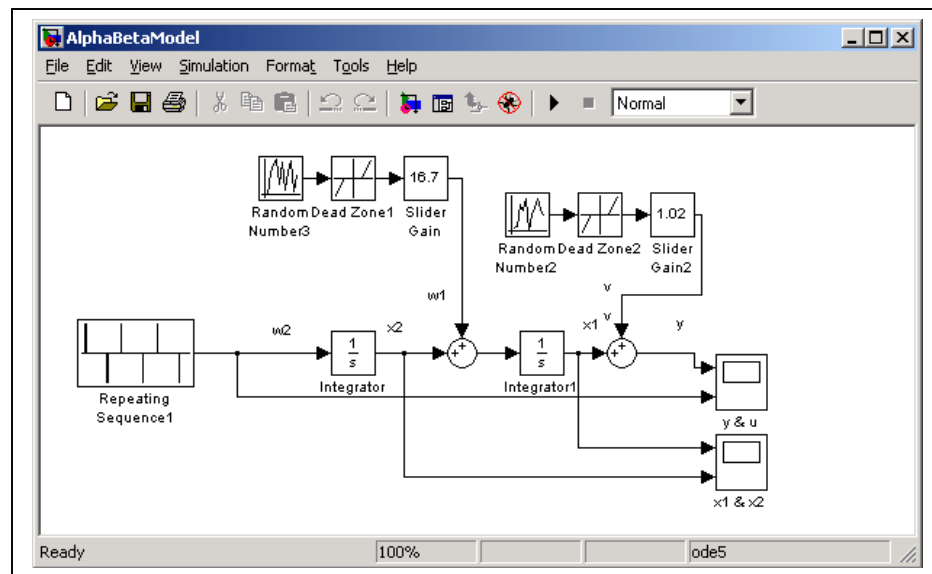 AlphaBetaModel
File Edit View Simulation Format Tools Help
Normal
16.7
Random Dead Zone1 Slider
Number3 Gain
1.02
Random Dead Zone2 Slider
Number2 Gain2
w1
v
v
w2
x2
x1
y
1
s
Integrator
1
s
Integrator1
Repeating
Sequence1
y & u
x1 & x2
Ready 100% ode5